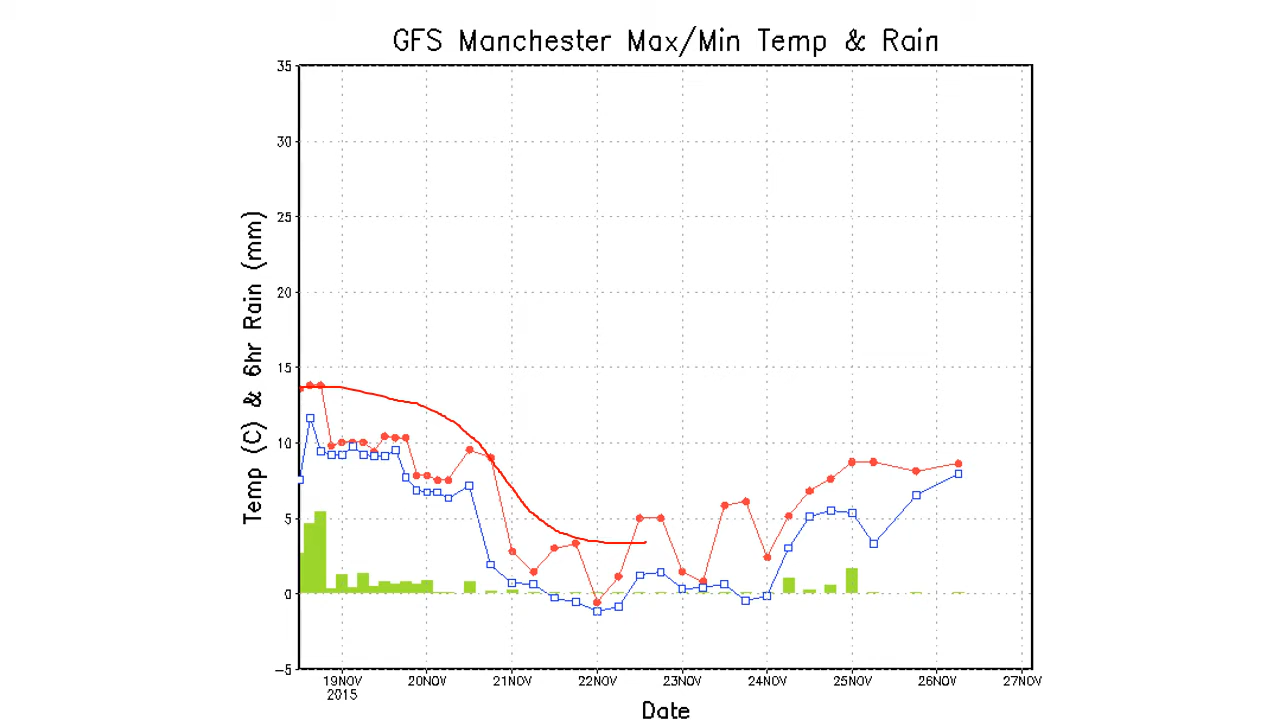 GFS Manchester Max/Min Temp & Rain
Temp (C) & 6hr Rain (mm)
35
30
25
20
15
10
5
0
-5
19NOV 20NOV 21NOV 22NOV 23NOV 24NOV 25NOV 26NOV 27NOV
2015
Date